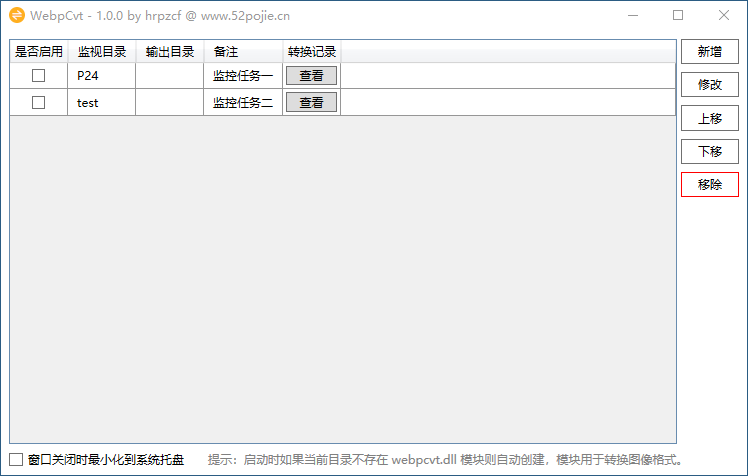 WebpCvt - 1.0.0 by hrpzcf @ www.52pojie.cn
是否启用 监视目录 输出目录 备注 转换记录
P24 监控任务一 查看
test 监控任务二 查看
新增
修改
上移
下移
移除
窗口关闭时最小化到系统托盘 提示：启动时如果当前目录不存在 webpcvt.dll 模块则自动创建，模块用于转换图像格式。